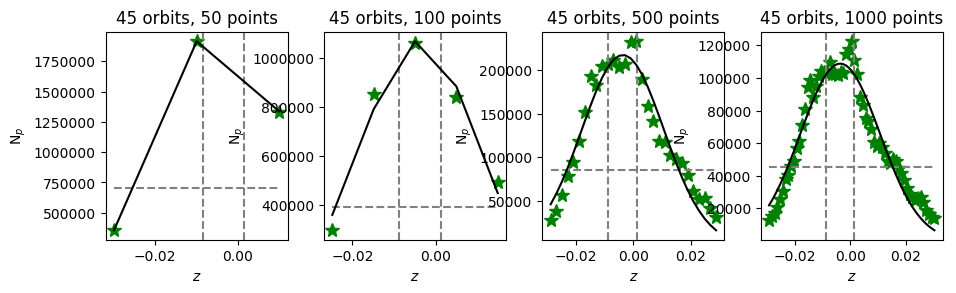 45 orbits, 50 points
45 orbits, 100 points
45 orbits, 500 points
45 orbits, 1000 points
1750000
1500000
1250000
1000000
750000
500000
N_p
−0.02
0.00
z
1000000
800000
600000
400000
N_p
−0.02
0.00
z
200000
150000
100000
50000
−0.02
0.00
0.02
z
120000
100000
80000
60000
40000
20000
N_p
−0.02
0.00
0.02
z